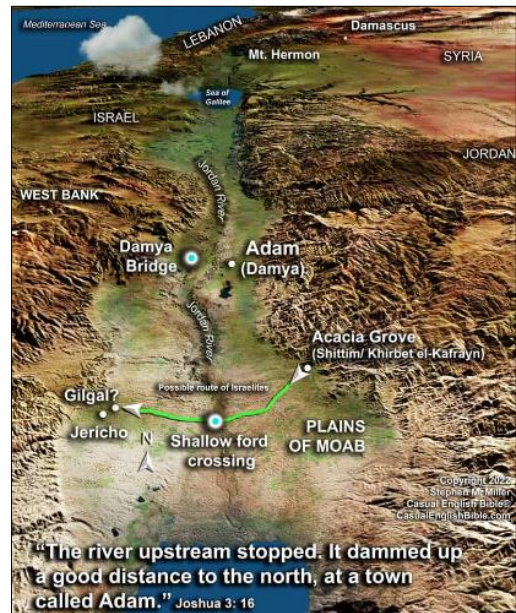 Mediterranean Sea
LEBANON
Damascus
Mt. Hermon
SYRIA
Sea of
Galilee
ISRAEL
JORDAN
Jordan River
WEST BANK
Damya
Bridge
Adam
(Damya)
Jordan River
Acacia Grove
(Shittim/ Khirbet el-Kafrayn)
Possible route of Israelites
Gilgal?
Jericho
N
Shallow ford
crossing
PLAINS
OF MOAB
Copyright 2022
Stephen M. Miller
Casual English Bible®
CasualEnglishBible.com
“The river upstream stopped. It dammed up
a good distance to the north, at a town
called Adam.” Joshua 3: 16